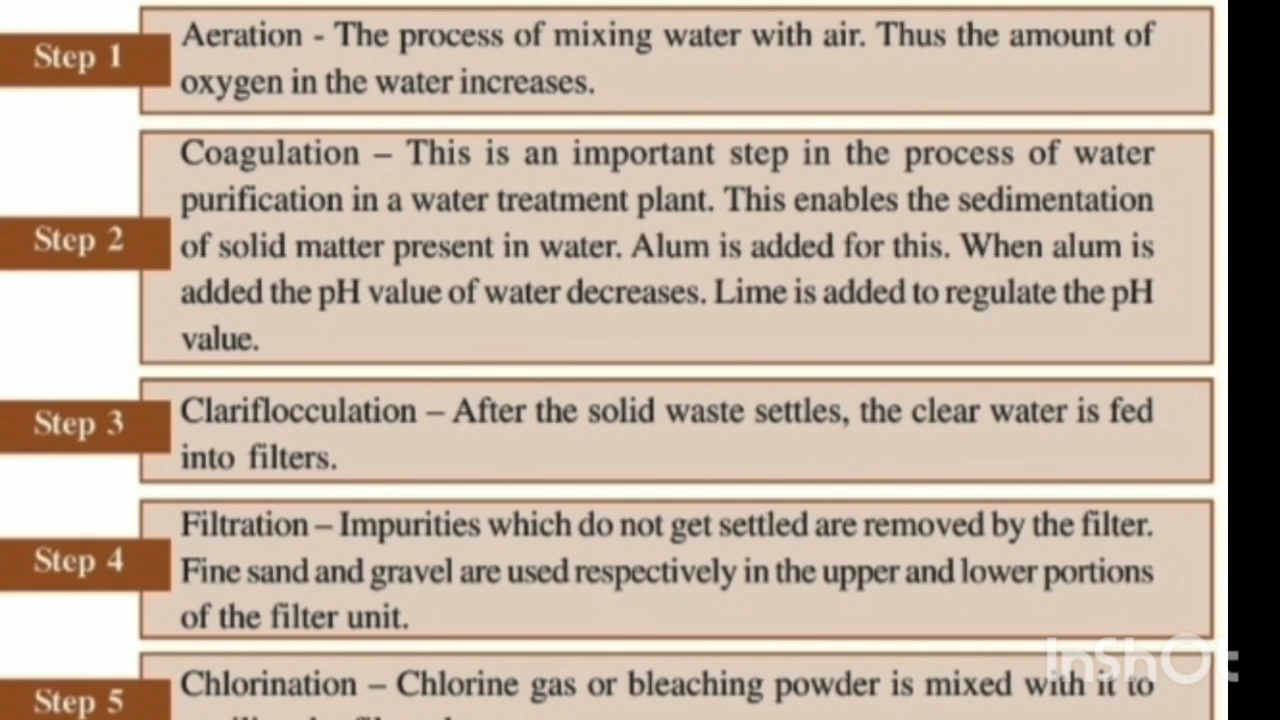 Step 1
Aeration - The process of mixing water with air. Thus the amount of
oxygen in the water increases.
Step 2
Coagulation – This is an important step in the process of water
purification in a water treatment plant. This enables the sedimentation
of solid matter present in water. Alum is added for this. When alum is
added the pH value of water decreases. Lime is added to regulate the pH
value.
Step 3
Clariflocculation – After the solid waste settles, the clear water is fed
into filters.
Step 4
Filtration – Impurities which do not get settled are removed by the filter.
Fine sand and gravel are used respectively in the upper and lower portions
of the filter unit.
Step 5
Chlorination – Chlorine gas or bleaching powder is mixed with it to
InShOt